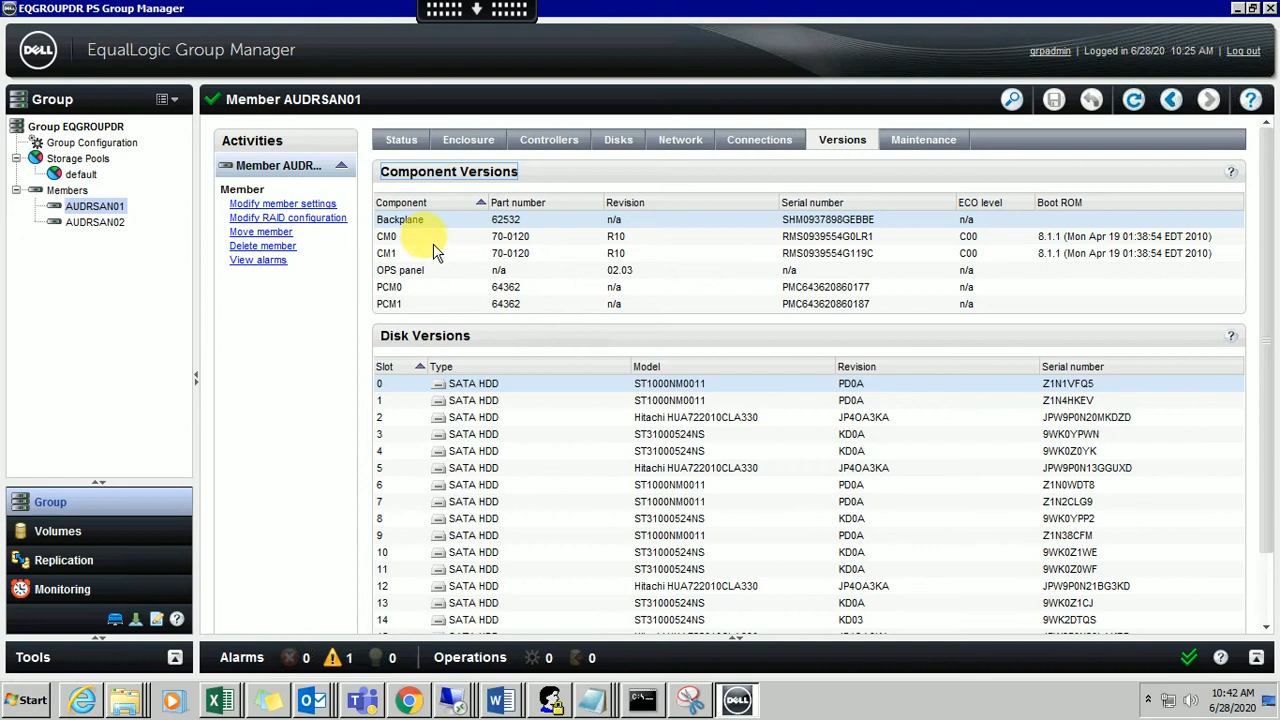 EQGROUPDR PS Group Manager
DELL EqualLogic Group Manager
grpadmin | Logged in 6/28/20 10:25 AM | Log out
Group
Member AUDRSAN01
Group EQGROUPDR
Group Configuration
Storage Pools
default
Members
AUDRSAN01
AUDRSAN02
Activities
Member AUDR...
Member
Modify member settings
Modify RAID configuration
Move member
Delete member
View alarms
Status Enclosure Controllers Disks Network Connections Versions Maintenance
Component Versions ?
Component Part number Revision Serial number ECO level Boot ROM
Backplane 62532 n/a SHM0937898GEBBE n/a
CM0 70-0120 R10 RMS0939554G0LR1 C00 8.1.1 (Mon Apr 19 01:38:54 EDT 2010)
CM1 70-0120 R10 RMS0939554G119C C00 8.1.1 (Mon Apr 19 01:38:54 EDT 2010)
OPS panel n/a 02.03 n/a n/a
PCM0 64362 n/a PMC643620860177 n/a
PCM1 64362 n/a PMC643620860187 n/a
Disk Versions ?
Slot Type Model Revision Serial number
0 SATA HDD ST1000NM0011 PD0A Z1N1VFQ5
1 SATA HDD ST1000NM0011 PD0A Z1N4HKEV
2 SATA HDD Hitachi HUA722010CLA330 JP4OA3KA JPW9P0N20MKDZD
3 SATA HDD ST31000524NS KD0A 9WK0YPWN
4 SATA HDD ST31000524NS KD0A 9WK0Z0YK
5 SATA HDD Hitachi HUA722010CLA330 JP4OA3KA JPW9P0N13GGUXD
6 SATA HDD ST1000NM0011 PD0A Z1N0WDT8
7 SATA HDD ST1000NM0011 PD0A Z1N2CLG9
8 SATA HDD ST31000524NS KD0A 9WK0YPP2
9 SATA HDD ST1000NM0011 PD0A Z1N38CFM
10 SATA HDD ST31000524NS KD0A 9WK0Z1WE
11 SATA HDD ST31000524NS KD0A 9WK0Z0WF
12 SATA HDD Hitachi HUA722010CLA330 JP4OA3KA JPW9P0N21BG3KD
13 SATA HDD ST31000524NS KD0A 9WK0Z1CJ
14 SATA HDD ST31000524NS KD03 9WK2DTQS
Group
Volumes
Replication
Monitoring
Tools
Alarms 0 1 0 Operations 0 0
Start
10:42 AM
6/28/2020